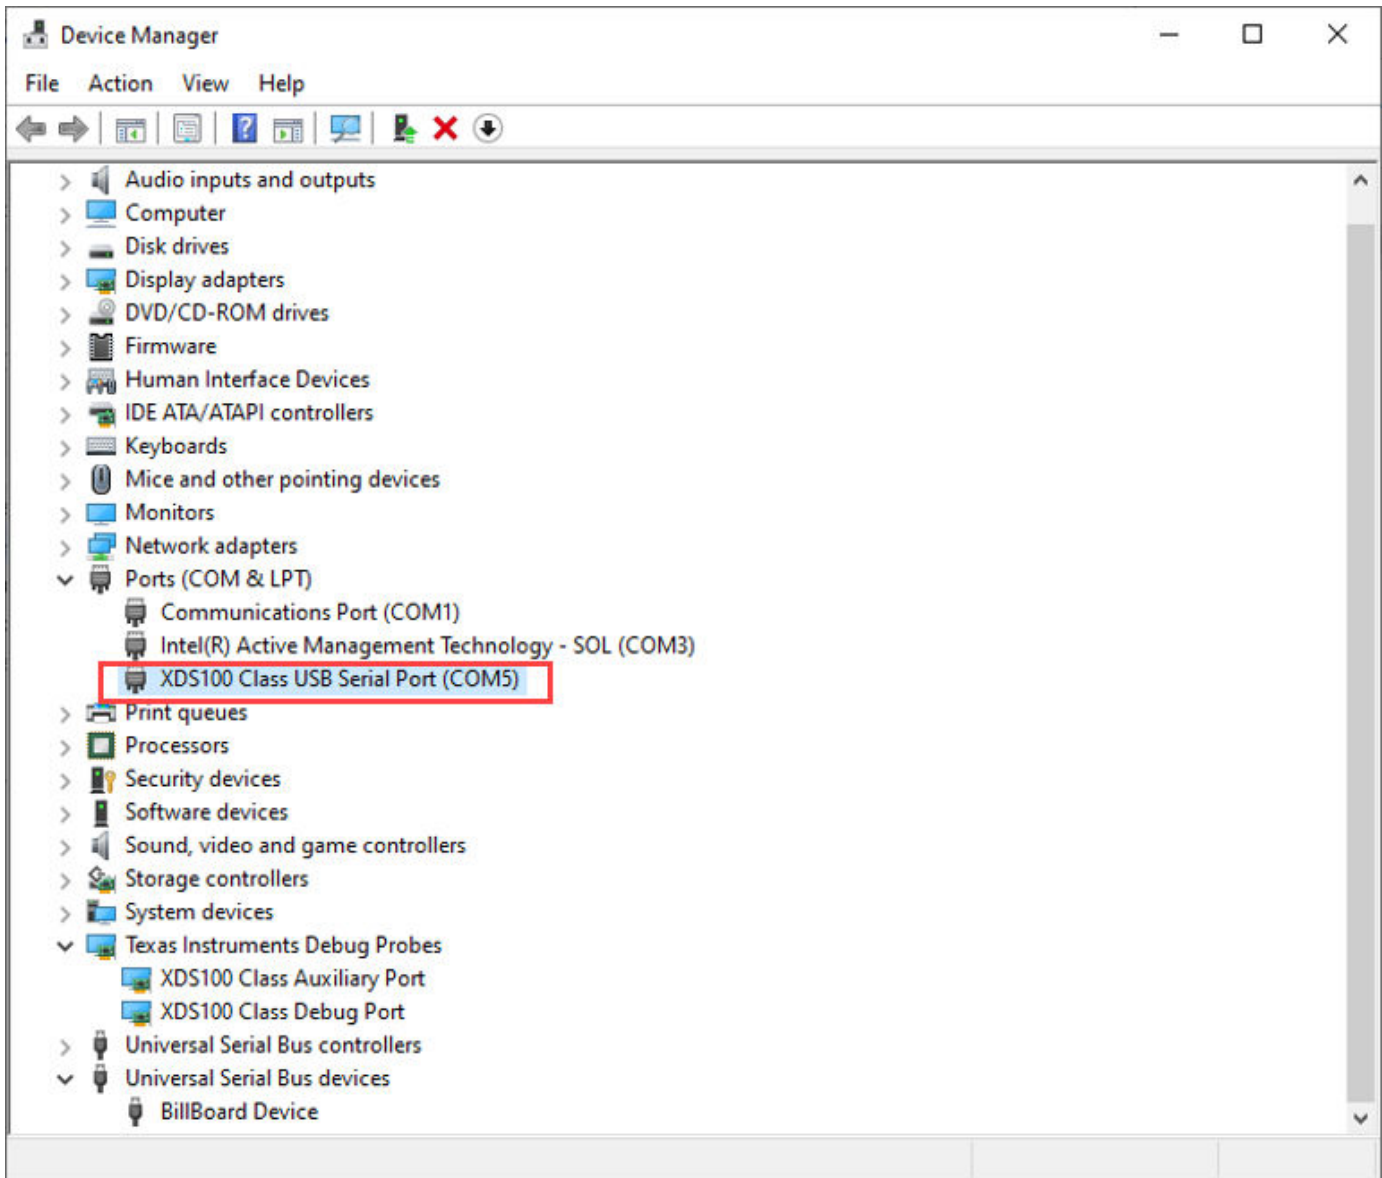 Device Manager
File Action View Help
Audio inputs and outputs
Computer
Disk drives
Display adapters
DVD/CD-ROM drives
Firmware
Human Interface Devices
IDE ATA/ATAPI controllers
Keyboards
Mice and other pointing devices
Monitors
Network adapters
Ports (COM & LPT)
Communications Port (COM1)
Intel(R) Active Management Technology - SOL (COM3)
XDS100 Class USB Serial Port (COM5)
Print queues
Processors
Security devices
Software devices
Sound, video and game controllers
Storage controllers
System devices
Texas Instruments Debug Probes
XDS100 Class Auxiliary Port
XDS100 Class Debug Port
Universal Serial Bus controllers
Universal Serial Bus devices
BillBoard Device